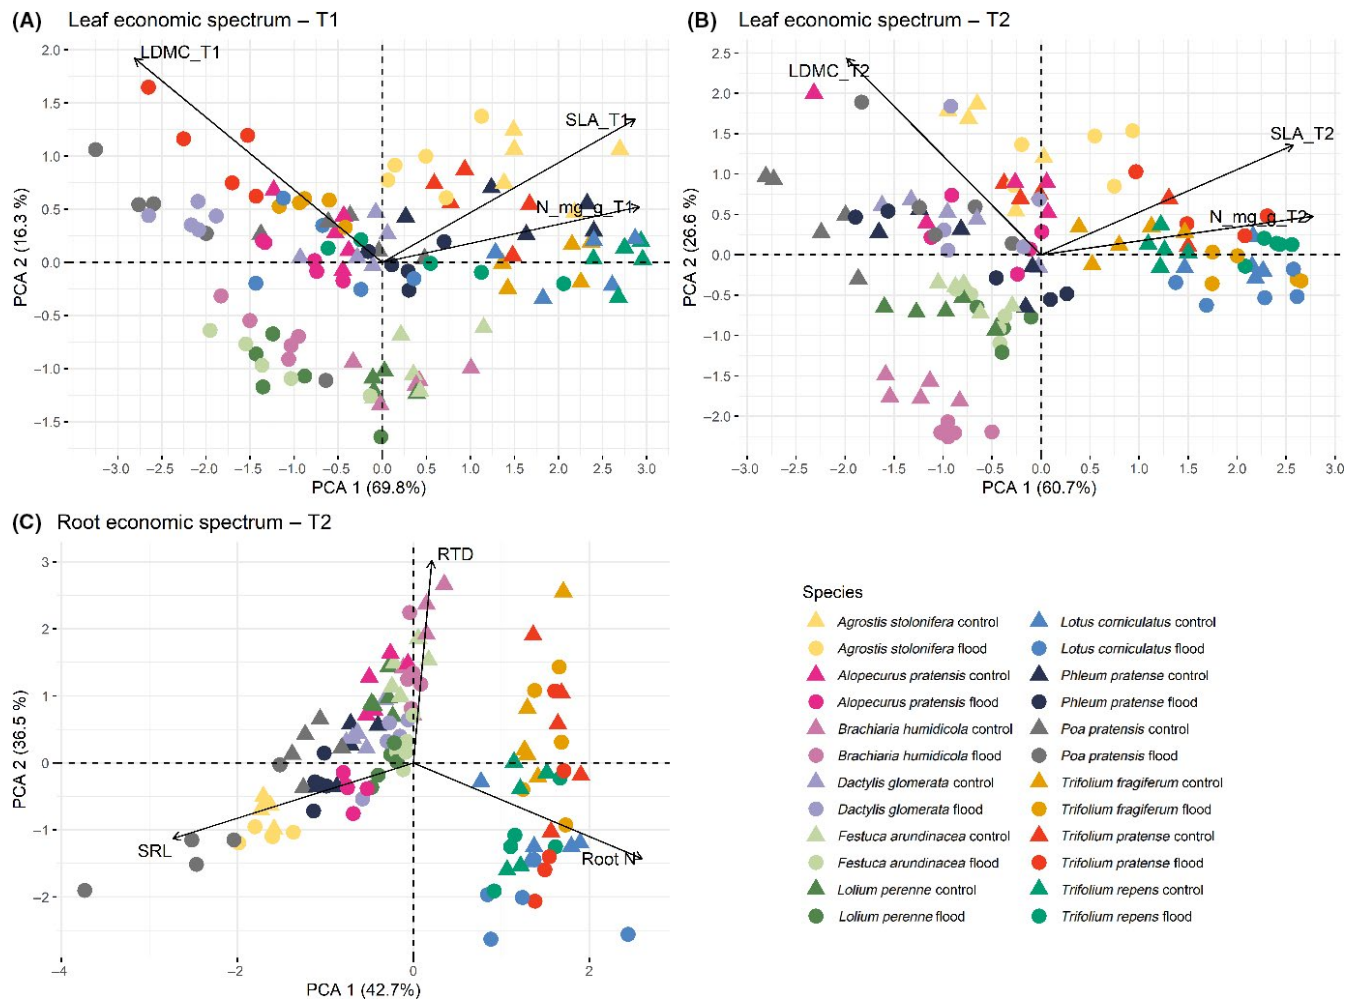 (A) Leaf economic spectrum – T1
LDMC_T1
SLA_T1
N_mg_g_T1
PCA 2 (16.3 %)
2.0
1.5
1.0
0.5
0.0
−0.5
−1.0
−1.5
−3.0 −2.5 −2.0 −1.5 −1.0 −0.5 0.0 0.5 1.0 1.5 2.0 2.5 3.0
PCA 1 (69.8%)
(B) Leaf economic spectrum – T2
LDMC_T2
SLA_T2
N_mg_g_T2
PCA 2 (26.6 %)
2.5
2.0
1.5
1.0
0.5
0.0
−0.5
−1.0
−1.5
−2.0
−3.0 −2.5 −2.0 −1.5 −1.0 −0.5 0.0 0.5 1.0 1.5 2.0 2.5 3.0
PCA 1 (60.7%)
(C) Root economic spectrum – T2
RTD
SRL
Root N
PCA 2 (36.5 %)
3
2
1
0
−1
−2
−4 −2 0 2
PCA 1 (42.7%)
Species
Agrostis stolonifera control
Agrostis stolonifera flood
Alopecurus pratensis control
Alopecurus pratensis flood
Brachiaria humidicola control
Brachiaria humidicola flood
Dactylis glomerata control
Dactylis glomerata flood
Festuca arundinacea control
Festuca arundinacea flood
Lolium perenne control
Lolium perenne flood
Lotus corniculatus control
Lotus corniculatus flood
Phleum pratense control
Phleum pratense flood
Poa pratensis control
Poa pratensis flood
Trifolium fragiferum control
Trifolium fragiferum flood
Trifolium pratense control
Trifolium pratense flood
Trifolium repens control
Trifolium repens flood